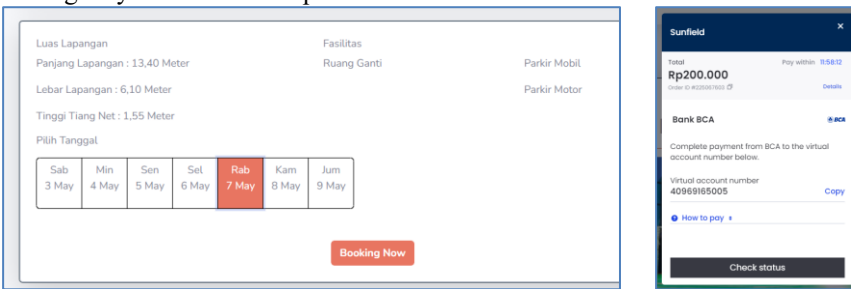 Luas Lapangan
Fasilitas
Panjang Lapangan : 13,40 Meter
Ruang Ganti
Parkir Mobil
Lebar Lapangan : 6,10 Meter
Parkir Motor
Tinggi Tiang Net : 1,55 Meter
Pilih Tanggal
Sab Min Sen Sel Rab Kam Jum
3 May 4 May 5 May 6 May 7 May 8 May 9 May
Booking Now
Sunfield ×
Total Pay within 11:58:12
Rp200.000
Order ID #225067602 Details
Bank BCA BCA
Complete payment from BCA to the virtual
account number below.
Virtual account number
40969165005 Copy
How to pay
Check status